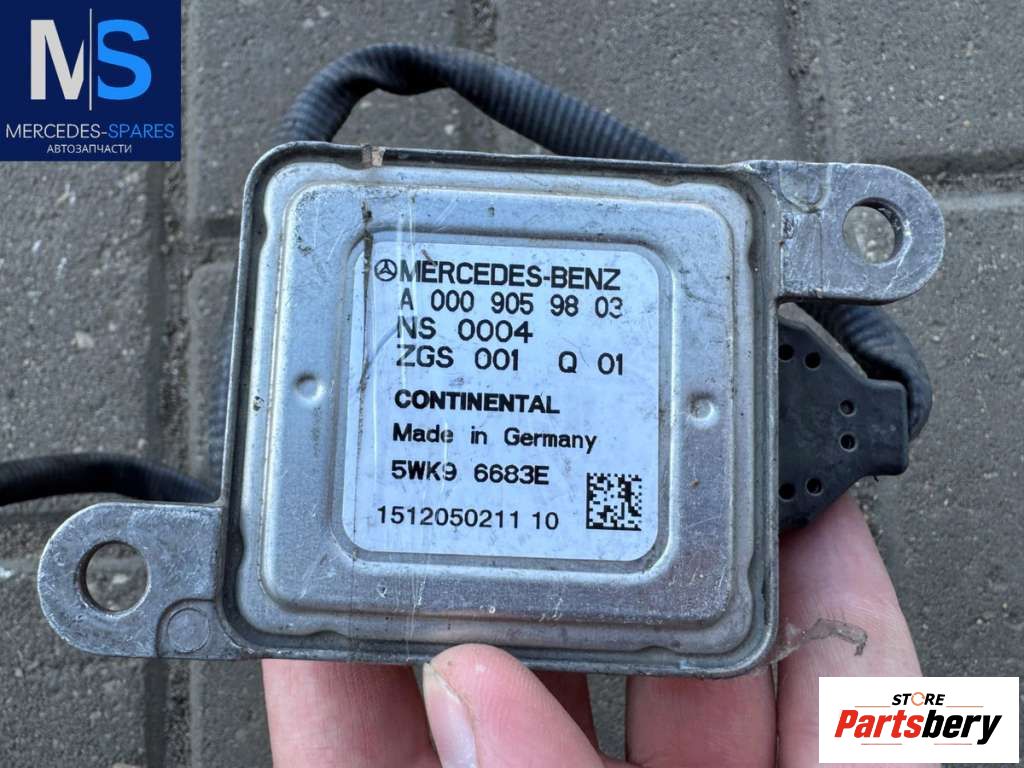 MS
MERCEDES-SPARES
АВТОЗАПЧАСТИ
MERCEDES-BENZ
A 000 905 98 03
NS 0004
ZGS 001 Q 01
CONTINENTAL
Made in Germany
5WK9 6683E
1512050211 10
STORE
Partsbery